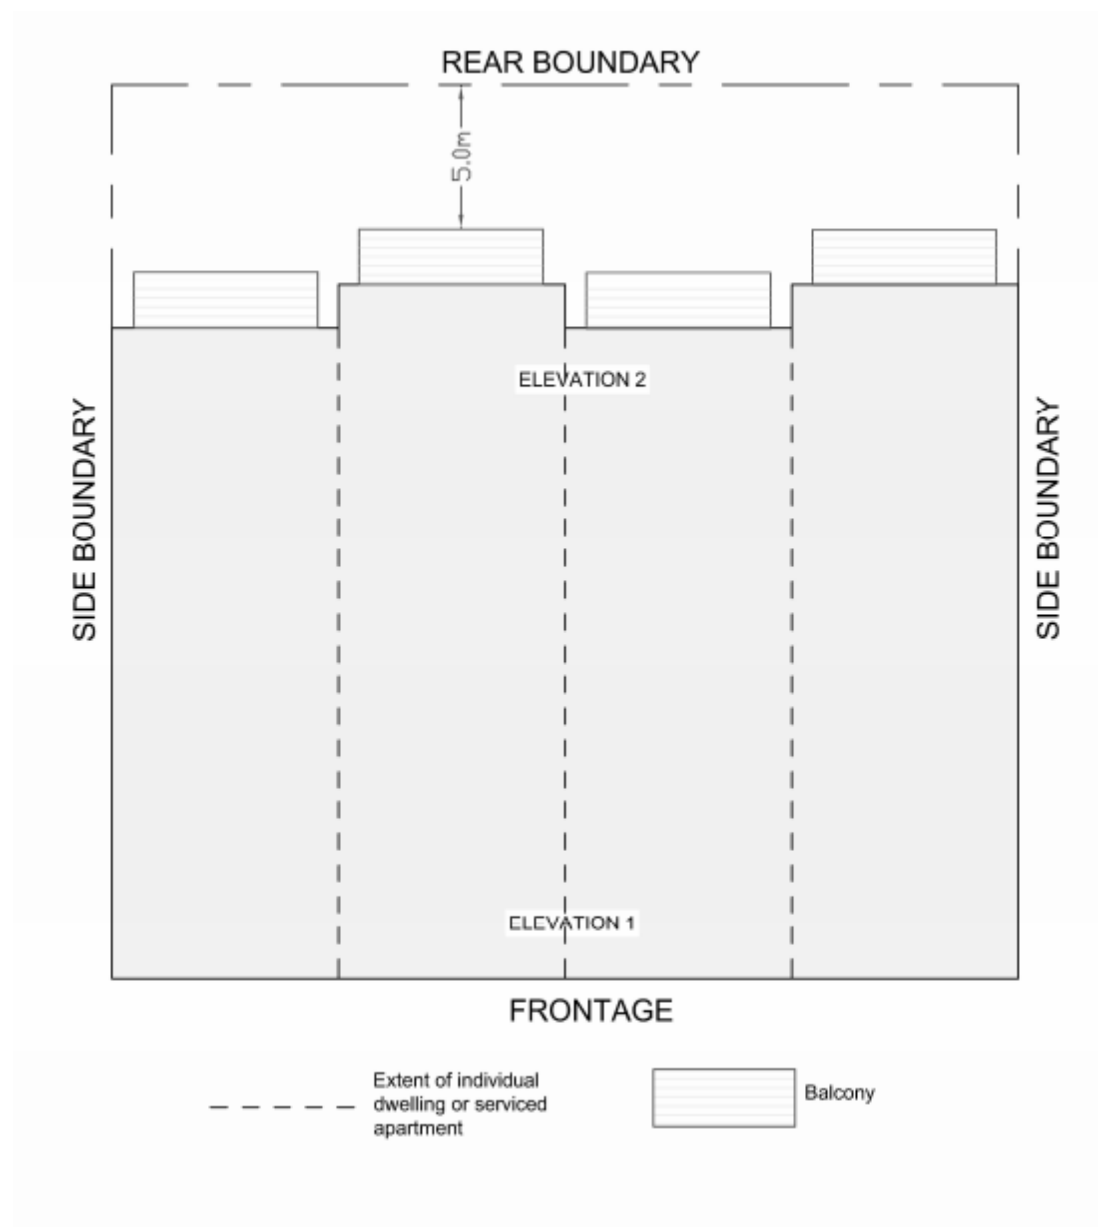 REAR BOUNDARY
5.0m
ELEVATION 2
SIDE BOUNDARY
SIDE BOUNDARY
ELEVATION 1
FRONTAGE
Extent of individual
dwelling or serviced
apartment
Balcony